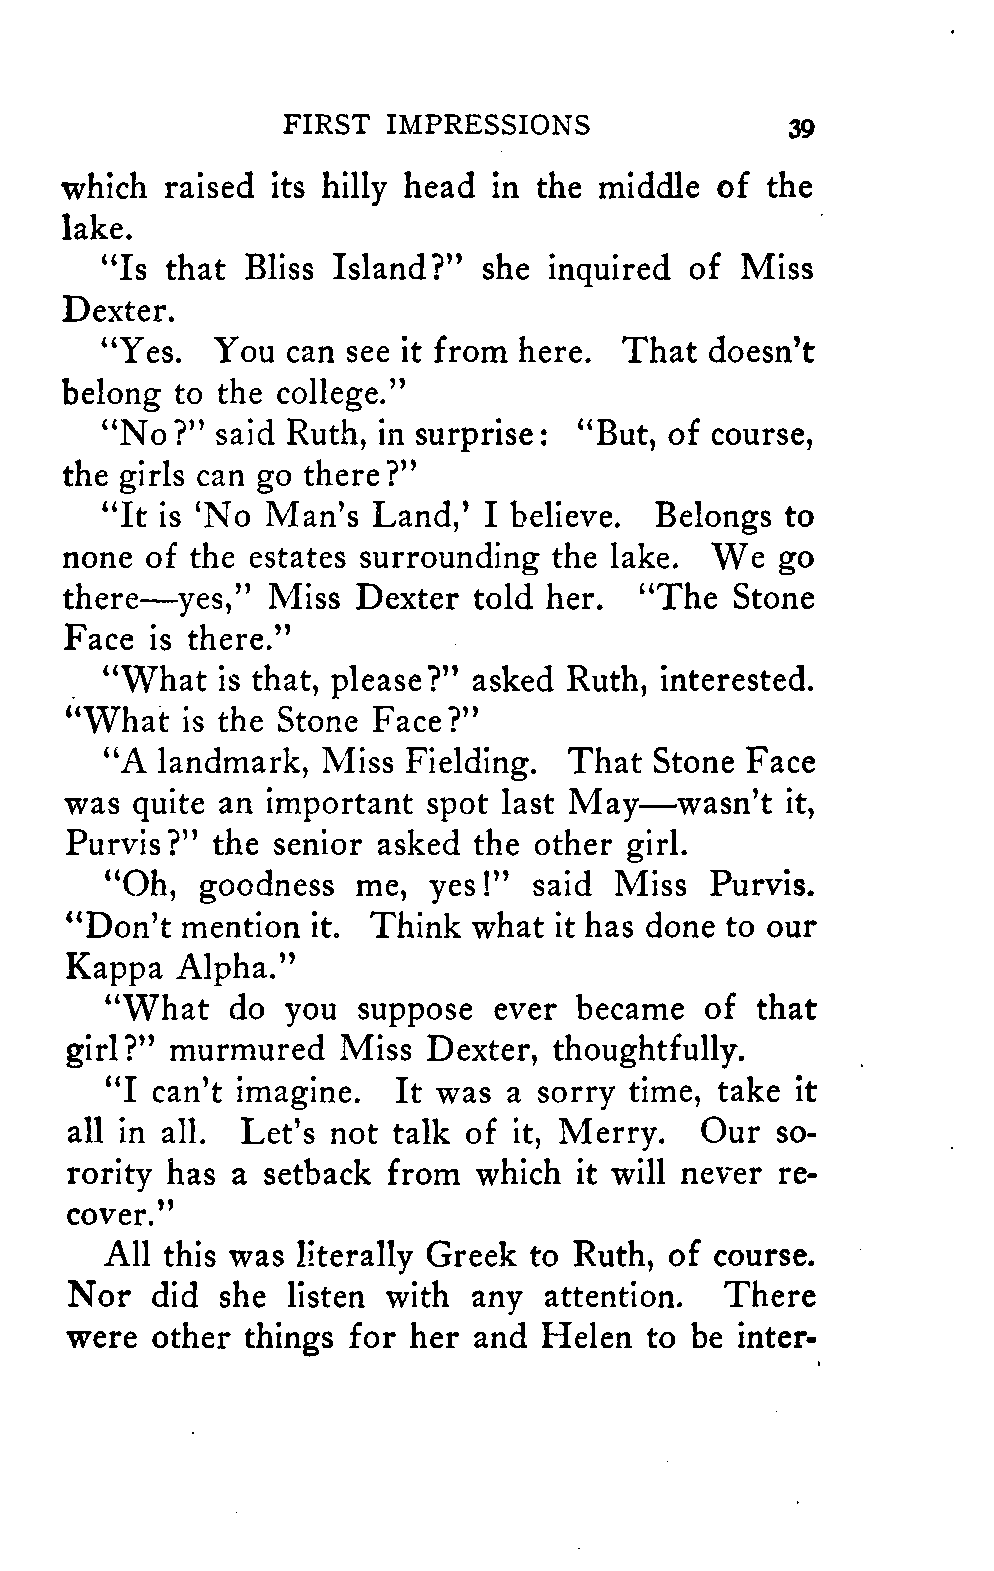 FIRST IMPRESSIONS 39
which raised its hilly head in the middle of the
lake.
“Is that Bliss Island?” she inquired of Miss
Dexter.
“Yes. You can see it from here. That doesn’t
belong to the college.”
“No?” said Ruth, in surprise: “But, of course,
the girls can go there?”
“It is ‘No Man’s Land,’ I believe. Belongs to
none of the estates surrounding the lake. We go
there—yes,” Miss Dexter told her. “The Stone
Face is there.”
“What is that, please?” asked Ruth, interested.
“What is the Stone Face?”
“A landmark, Miss Fielding. That Stone Face
was quite an important spot last May—wasn’t it,
Purvis?” the senior asked the other girl.
“Oh, goodness me, yes!” said Miss Purvis.
“Don’t mention it. Think what it has done to our
Kappa Alpha.”
“What do you suppose ever became of that
girl?” murmured Miss Dexter, thoughtfully.
“I can’t imagine. It was a sorry time, take it
all in all. Let’s not talk of it, Merry. Our so-
rority has a setback from which it will never re-
cover.”
All this was literally Greek to Ruth, of course.
Nor did she listen with any attention. There
were other things for her and Helen to be inter-